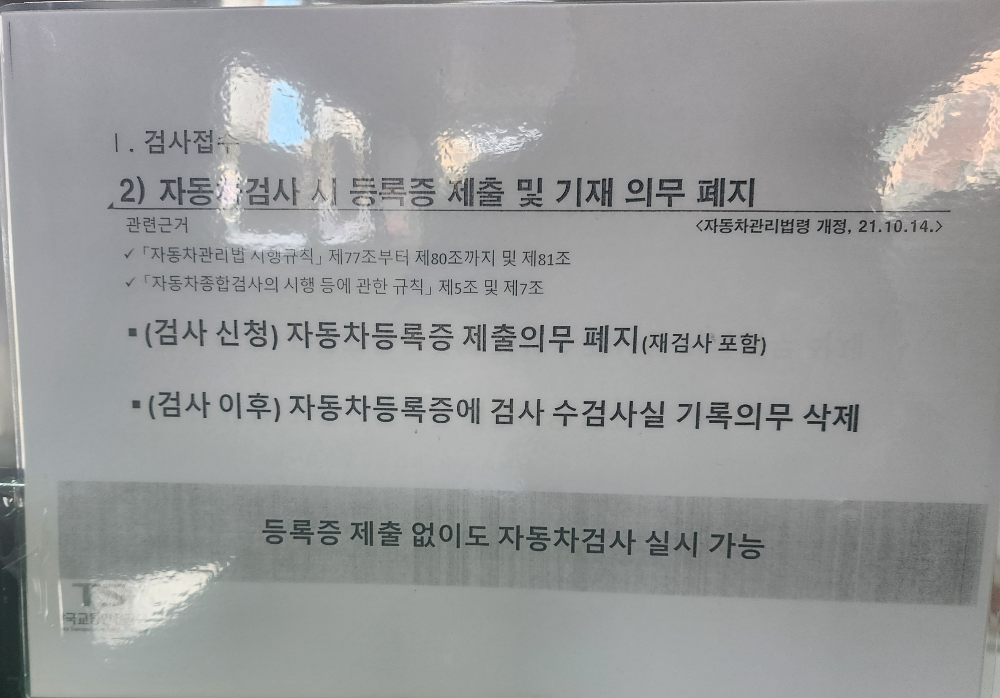 Ⅰ. 검사접수
2) 자동차검사 시 등록증 제출 및 기재 의무 폐지
관련근거
<자동차관리법령 개정, 21.10.14.>
✓ 「자동차관리법 시행규칙」 제77조부터 제80조까지 및 제81조
✓ 「자동차종합검사의 시행 등에 관한 규칙」 제5조 및 제7조
▪ (검사 신청) 자동차등록증 제출의무 폐지(재검사 포함)
▪ (검사 이후) 자동차등록증에 검사 수검사실 기록의무 삭제
등록증 제출 없이도 자동차검사 실시 가능
TS